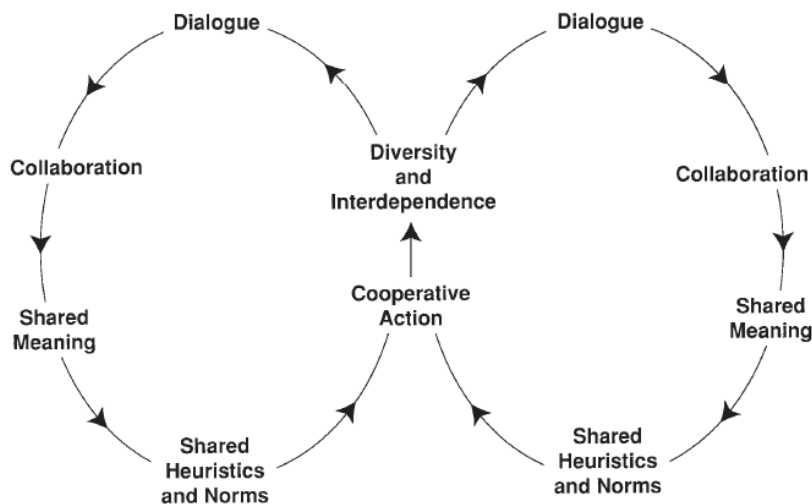 Dialogue
Dialogue
Diversity
and
Interdependence
Collaboration
Collaboration
Cooperative
Action
Shared
Meaning
Shared
Meaning
Shared
Heuristics
and Norms
Shared
Heuristics
and Norms